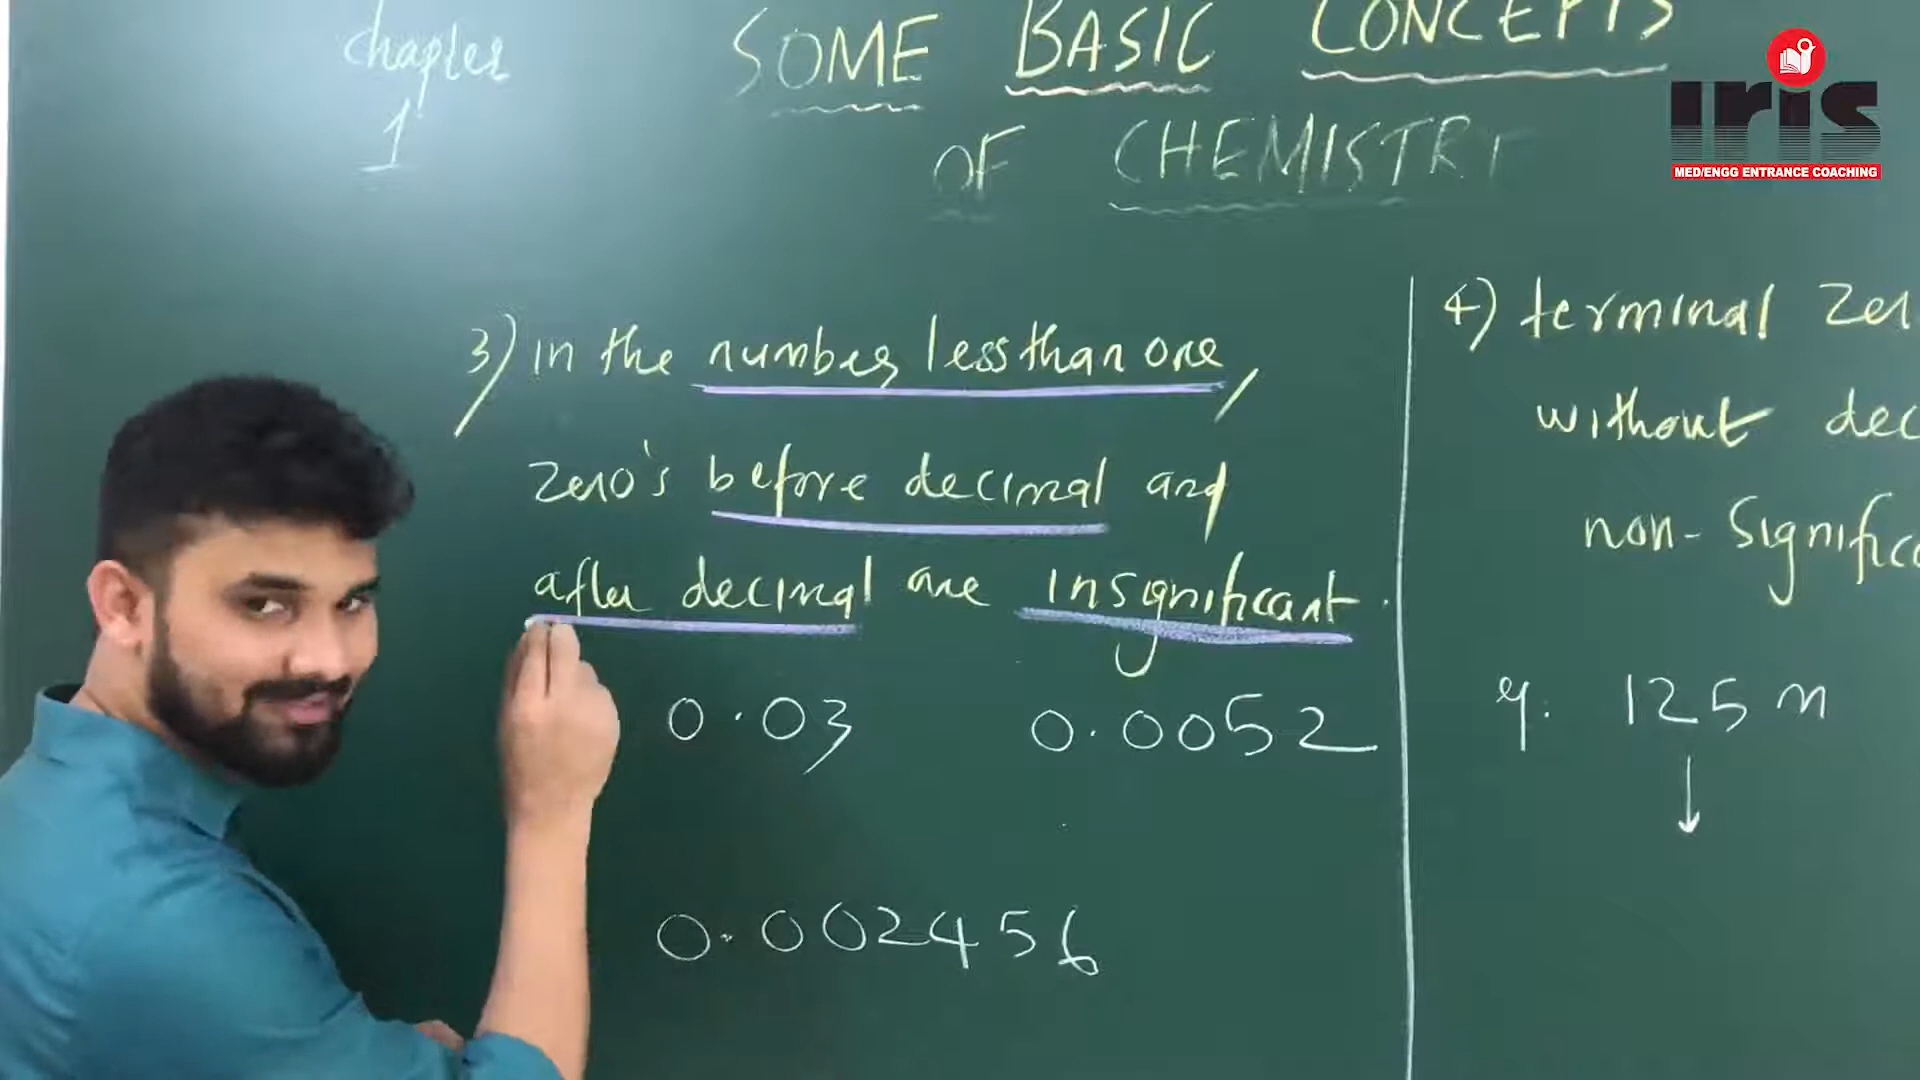 chapter
1
SOME BASIC CONCEPTS
OF CHEMISTRY
iris
MED/ENGG ENTRANCE COACHING
3) in the number less than one,
zero's before decimal and
after decimal are insignificant.
0.03 0.0052
0.002456
4) terminal zer
without dec
non-significa
eg. 125 m